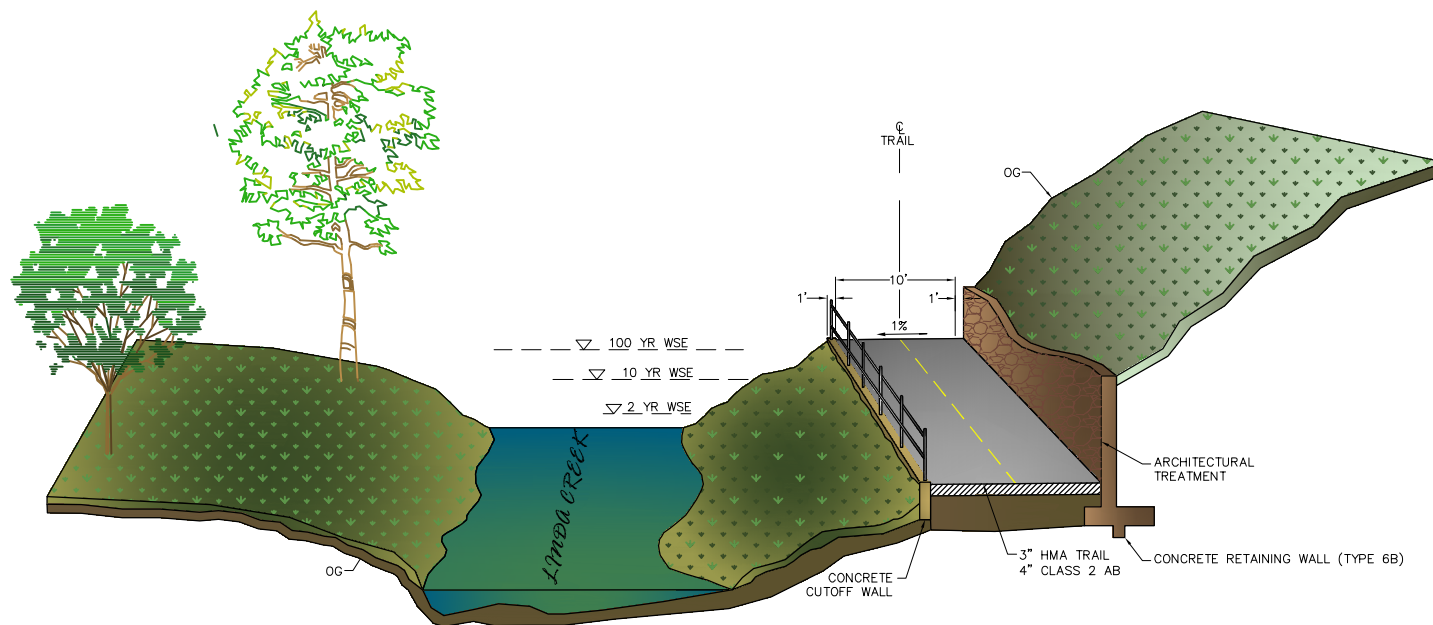 ℄
TRAIL
OG
10'
1'
1'
1%
100 YR WSE
10 YR WSE
2 YR WSE
LINDA CREEK
ARCHITECTURAL
TREATMENT
OG
3" HMA TRAIL
4" CLASS 2 AB
CONCRETE RETAINING WALL (TYPE 6B)
CONCRETE
CUTOFF WALL